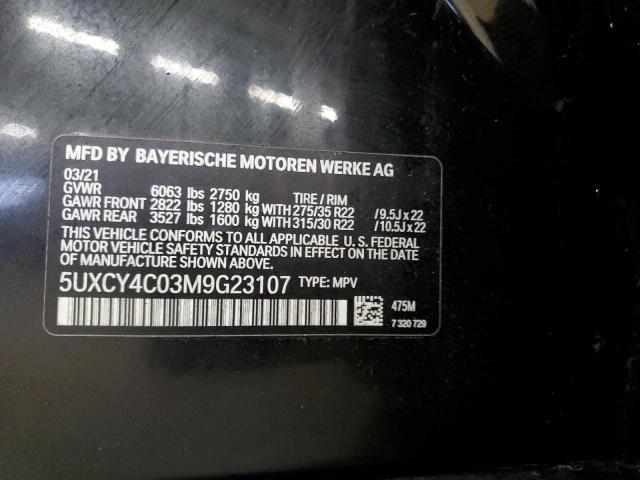 MFD BY BAYERISCHE MOTOREN WERKE AG
03/21
GVWR 6063 lbs 2750 kg TIRE / RIM
GAWR FRONT 2822 lbs 1280 kg WITH 275/35 R22 / 9.5J x 22
GAWR REAR 3527 lbs 1600 kg WITH 315/30 R22 / 10.5J x 22
THIS VEHICLE CONFORMS TO ALL APPLICABLE U.S. FEDERAL
MOTOR VEHICLE SAFETY STANDARDS IN EFFECT ON THE DATE
OF MANUFACTURE SHOWN ABOVE.
5UXCY4C03M9G23107 TYPE: MPV
475M
7 320 729